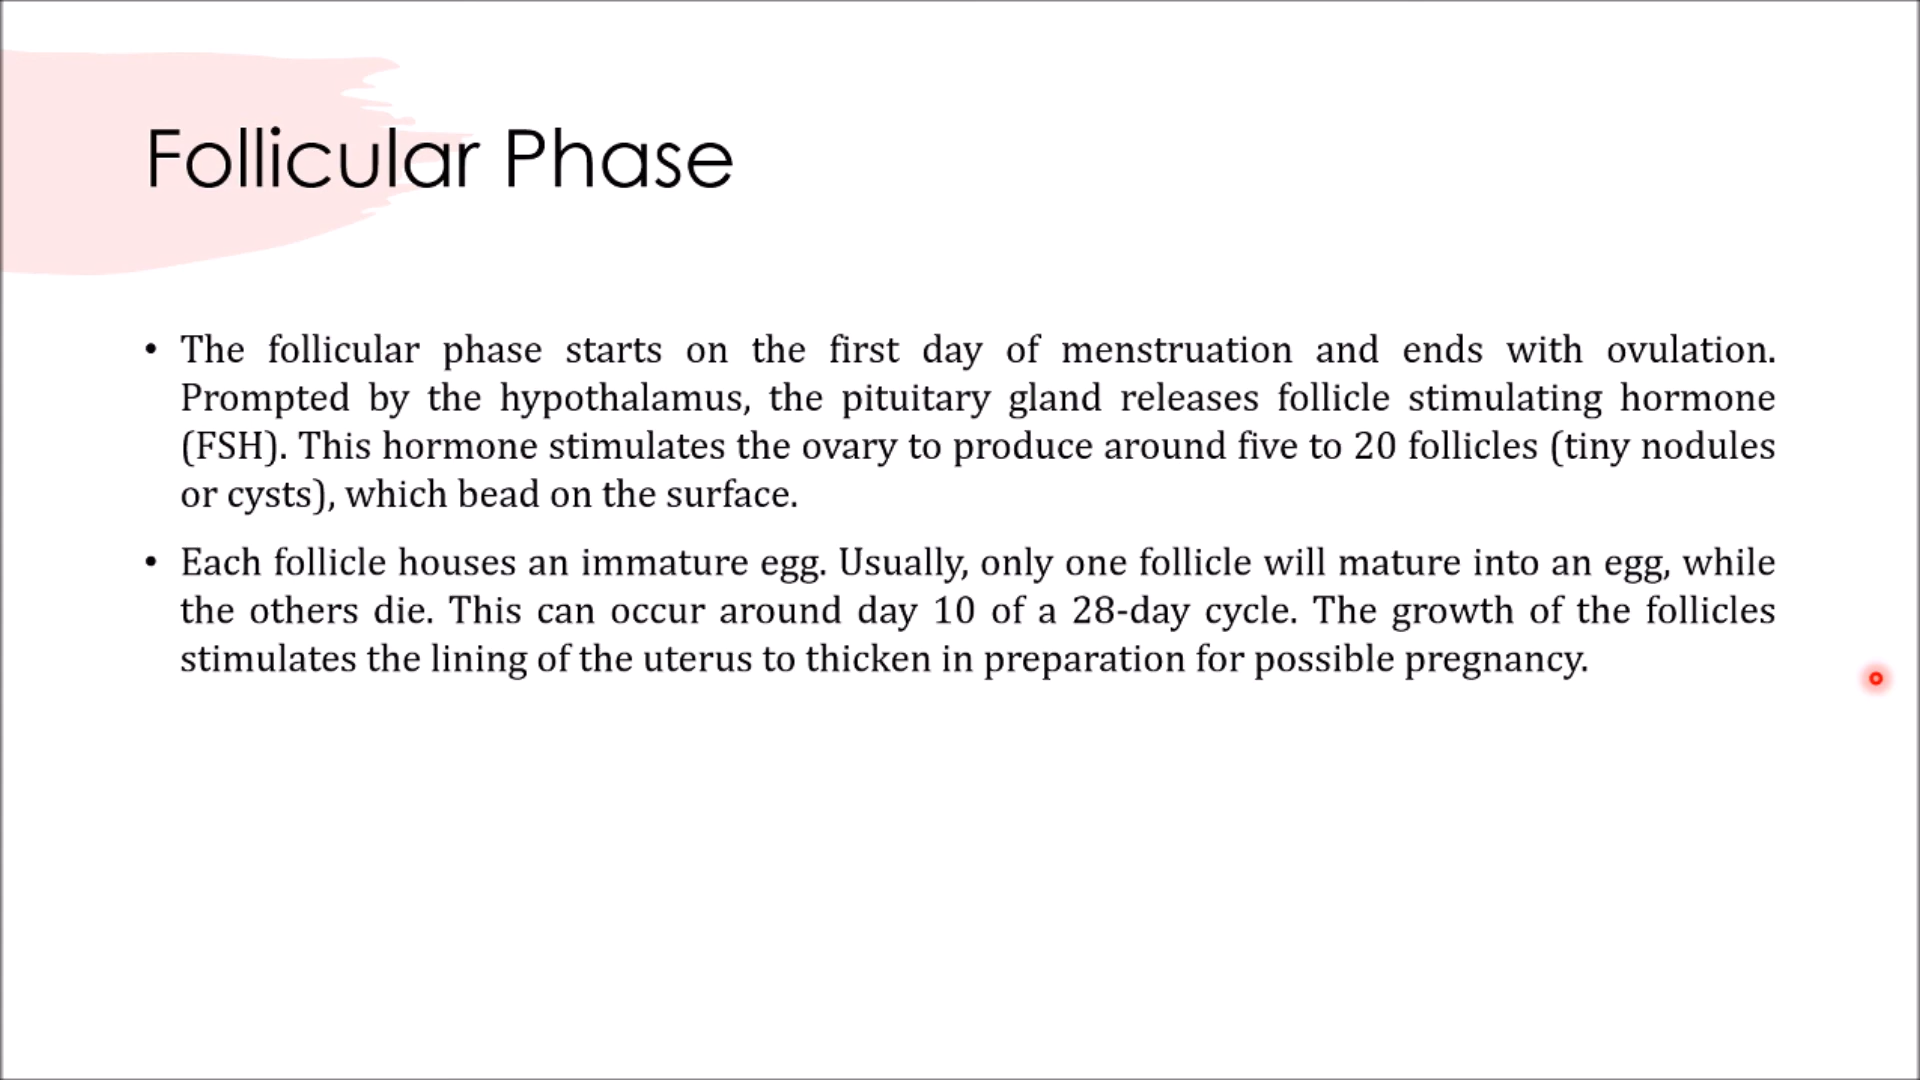 Follicular Phase
• The follicular phase starts on the first day of menstruation and ends with ovulation.
Prompted by the hypothalamus, the pituitary gland releases follicle stimulating hormone
(FSH). This hormone stimulates the ovary to produce around five to 20 follicles (tiny nodules
or cysts), which bead on the surface.
• Each follicle houses an immature egg. Usually, only one follicle will mature into an egg, while
the others die. This can occur around day 10 of a 28-day cycle. The growth of the follicles
stimulates the lining of the uterus to thicken in preparation for possible pregnancy.